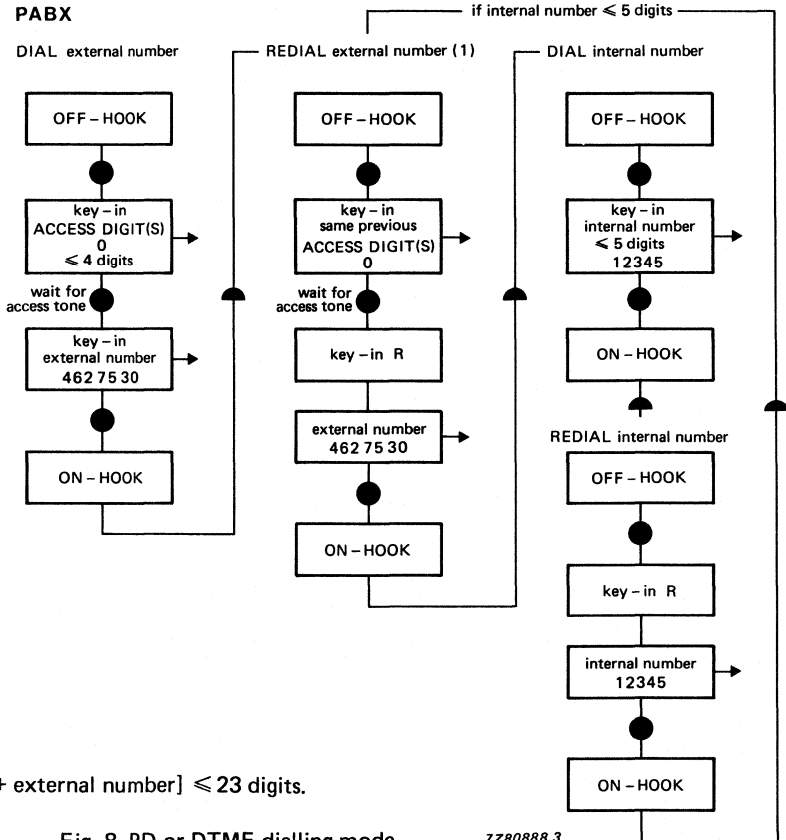 PABX
if internal number ⩽ 5 digits
DIAL external number
REDIAL external number (1)
DIAL internal number
OFF – HOOK
key – in
ACCESS DIGIT(S)
0
⩽ 4 digits
wait for
access tone
key – in
external number
462 75 30
ON – HOOK
OFF – HOOK
key – in
same previous
ACCESS DIGIT(S)
0
wait for
access tone
key – in R
external number
462 75 30
ON – HOOK
OFF – HOOK
key – in
internal number
⩽ 5 digits
12345
ON – HOOK
REDIAL internal number
OFF – HOOK
key – in R
internal number
12345
ON – HOOK
+ external number] ⩽ 23 digits.
Fig. 8 PD or DTMF dialling mode
7Z80888.3